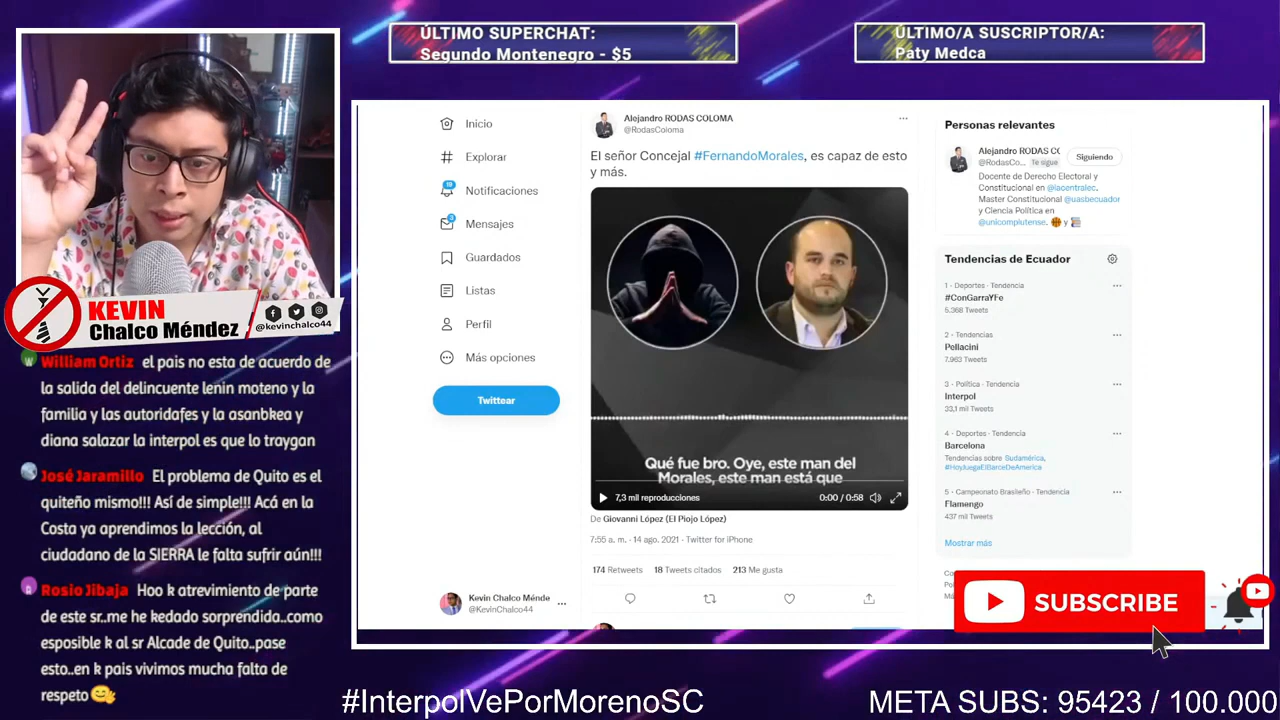 ÚLTIMO SUPERCHAT:
Segundo Montenegro - $5
ÚLTIMO/A SUSCRIPTOR/A:
Paty Medca
KEVIN
Chalco Méndez
@kevinchalco44
William Ortiz el pais no esta de acuerdo de
la salida del delincuente lenin moteno y la
familia y las autoridafes y la asanbkea y
diana salazar la interpol es que lo traygan
José Jaramillo El problema de Quito es el
quiteño mismo!!! Así de simple!!! Acá en la
Costa ya aprendimos la lección, al
ciudadano de la SIERRA le falta sufrir aún!!!
Rosio Jibaja Hoo k atrevimiento de parte
de este sr..me he kedado sorprendida..como
esposible k al sr Alcade de Quito..pase
esto..en k pais vivimos mucha falta de
respeto
Inicio
Explorar
19
Notificaciones
Mensajes
Guardados
Listas
Perfil
Más opciones
Twittear
Kevin Chalco Ménde
@KevinChalco44
Alejandro RODAS COLOMA
@RodasColoma
El señor Concejal #FernandoMorales, es capaz de esto
y más.
Qué fue bro. Oye, este man del
Morales, este man está que
7,3 mil reproducciones
0:00 / 0:58
De Giovanni López (El Piojo López)
7:55 a. m. · 14 ago. 2021 · Twitter for iPhone
174 Retweets 18 Tweets citados 213 Me gusta
Personas relevantes
Alejandro RODAS CO
@RodasCo... Te sigue
Siguiendo
Docente de Derecho Electoral y
Constitucional en @iacentralec.
Master Constitucional @uasbecuador
y Ciencia Política en
@unicomplutense. y
Tendencias de Ecuador
1 · Deportes · Tendencia
#ConGarraYFe
5.368 Tweets
2 · Tendencias
Pellacini
7.963 Tweets
3 · Política · Tendencia
Interpol
33,1 mil Tweets
4 · Deportes · Tendencia
Barcelona
Tendencias sobre Sudamérica,
#HoyJuegaElBarceDeAmerica
5 · Campeonato Brasileño · Tendencia
Flamengo
437 mil Tweets
Mostrar más
SUBSCRIBE
#InterpolVePorMorenoSC
META SUBS: 95423 / 100.000